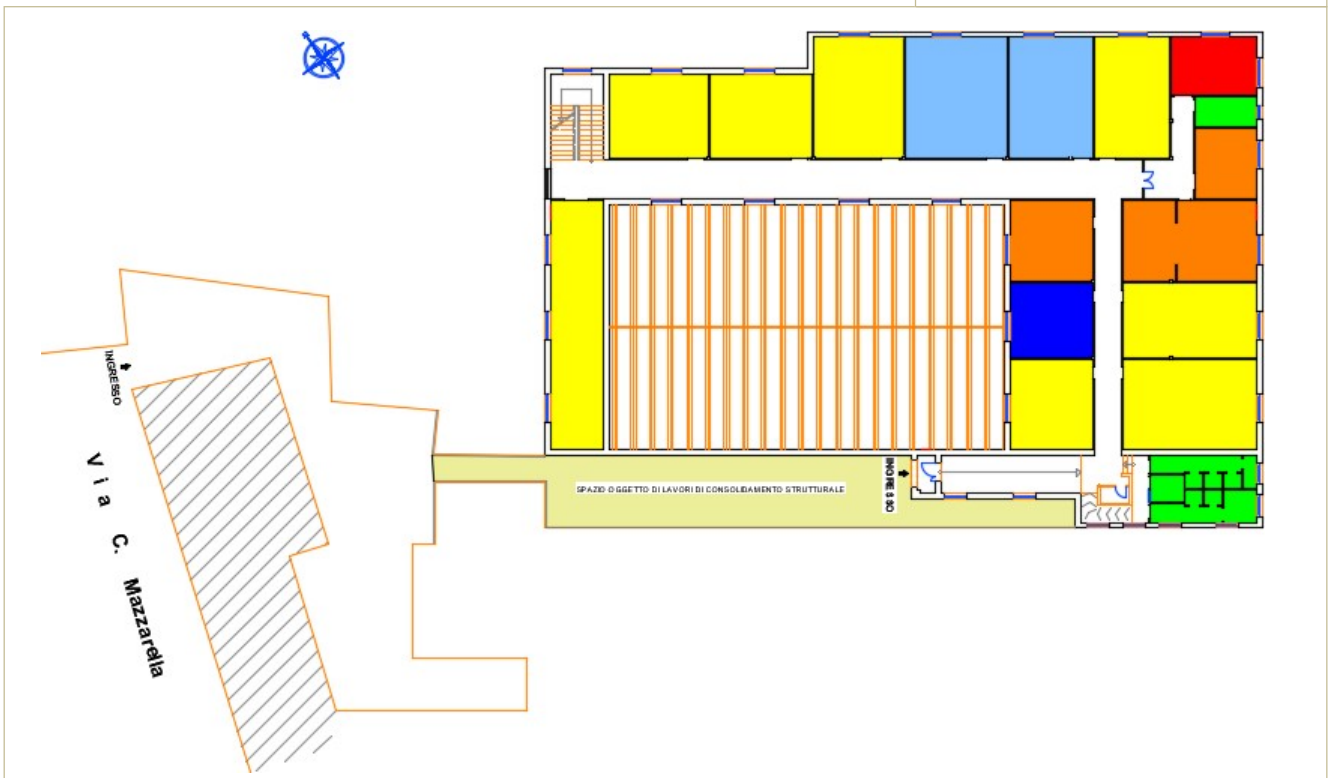 INGRESSO
Via C. Mazzarella
SPAZIO OGGETTO DI LAVORI DI CONSOLIDAMENTO STRUTTURALE
INGRESSO